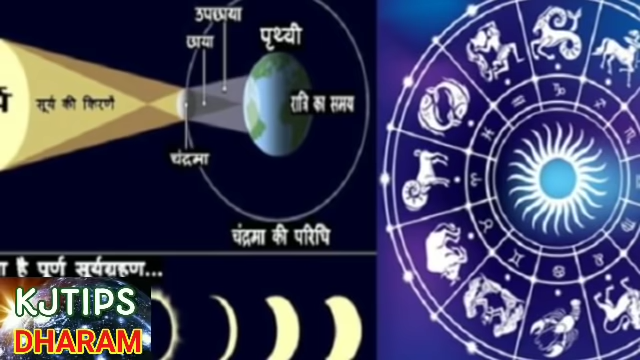 उपछाया
छाया
पृथ्वी
सूर्य की किरणें
रात्रि का समय
चंद्रमा
चंद्रमा की परिधि
है पूर्ण सूर्यग्रहण...
KJTIPS
DHARAM